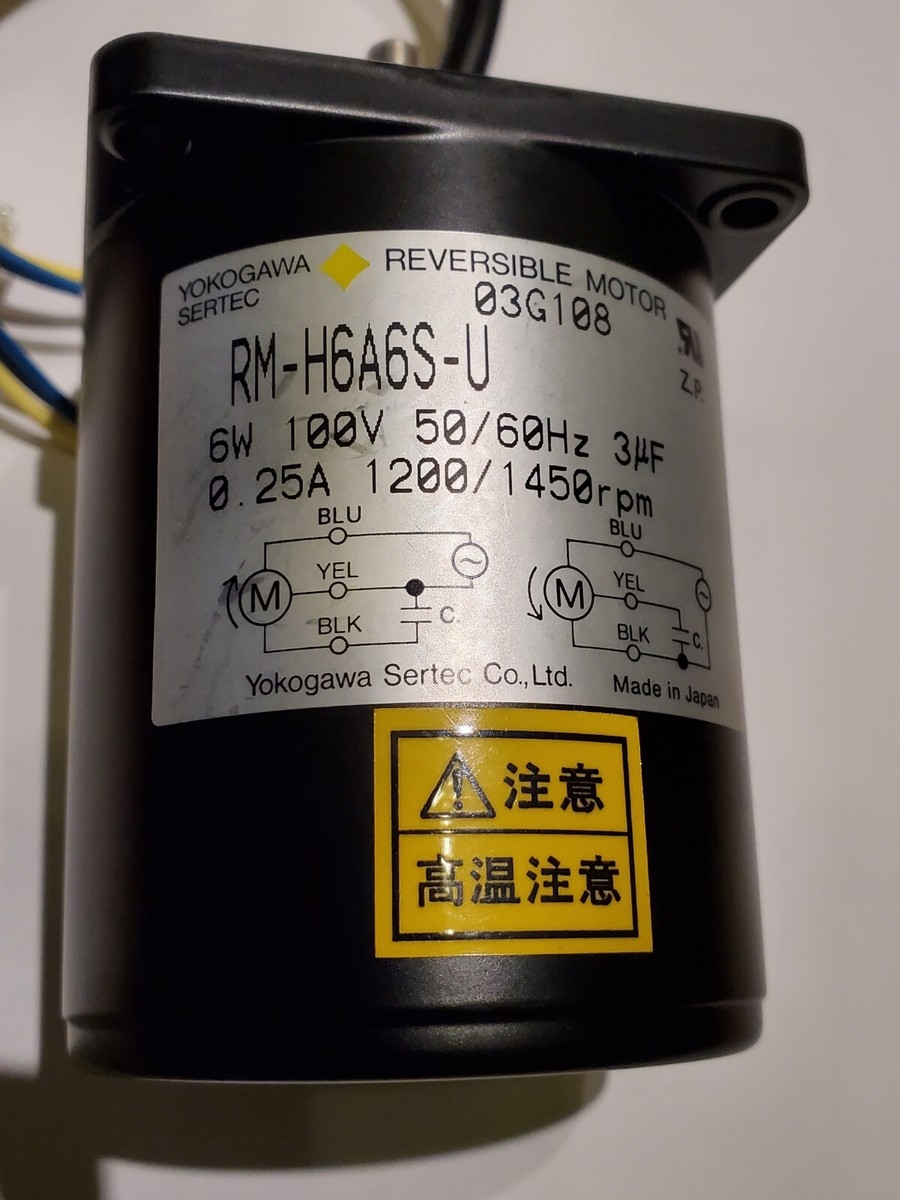 YOKOGAWA
SERTEC
REVERSIBLE MOTOR
03G108
RM-H6A6S-U
Z.P.
6W 100V 50/60Hz 3μF
0.25A 1200/1450rpm
BLU
YEL
BLK
M
~
C.
BLU
YEL
BLK
M
~
C.
Yokogawa Sertec Co.,Ltd.
Made in Japan
注意
高温注意